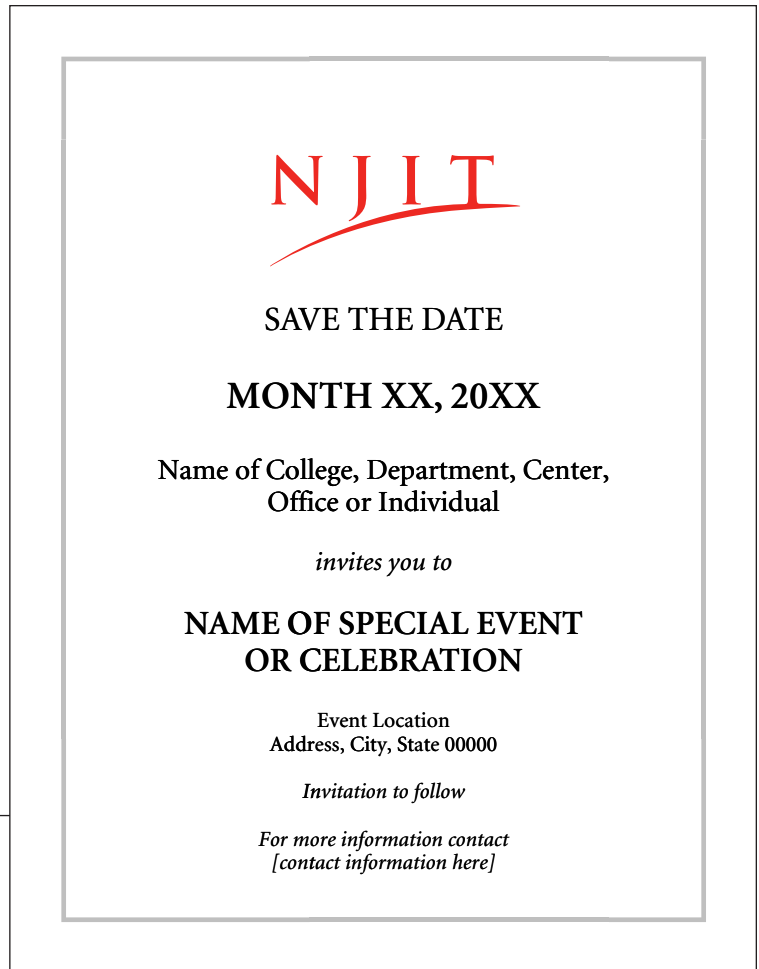 NJIT
SAVE THE DATE
MONTH XX, 20XX
Name of College, Department, Center,
Office or Individual
invites you to
NAME OF SPECIAL EVENT
OR CELEBRATION
Event Location
Address, City, State 00000
Invitation to follow
For more information contact
[contact information here]